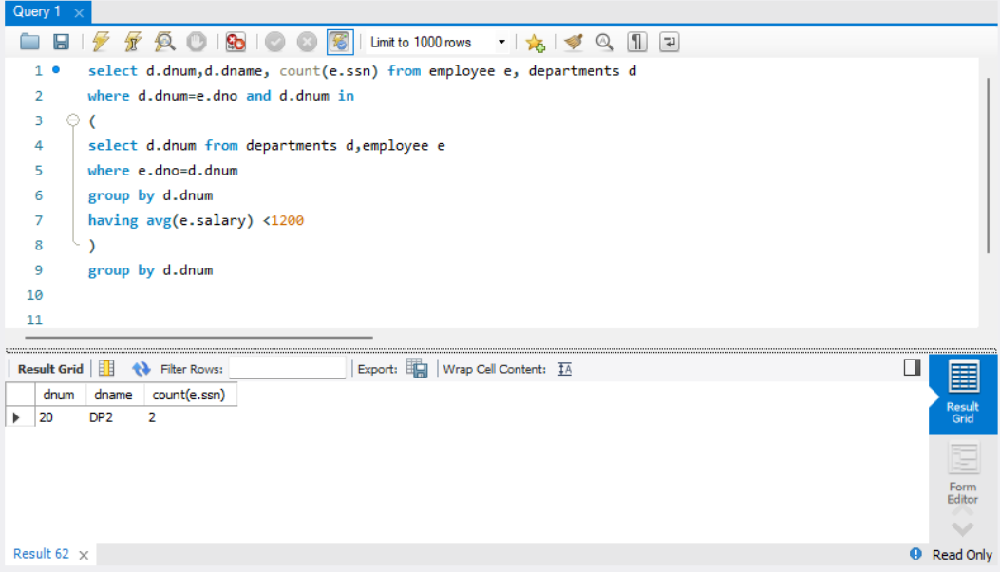 Query 1
Limit to 1000 rows
1 select d.dnum,d.dname, count(e.ssn) from employee e, departments d
2 where d.dnum=e.dno and d.dnum in
3 (
4 select d.dnum from departments d,employee e
5 where e.dno=d.dnum
6 group by d.dnum
7 having avg(e.salary) <1200
8 )
9 group by d.dnum
10
11
Result Grid Filter Rows: Export: Wrap Cell Content: IA
dnum dname count(e.ssn)
20 DP2 2
Result
Grid
Form
Editor
Result 62 Read Only